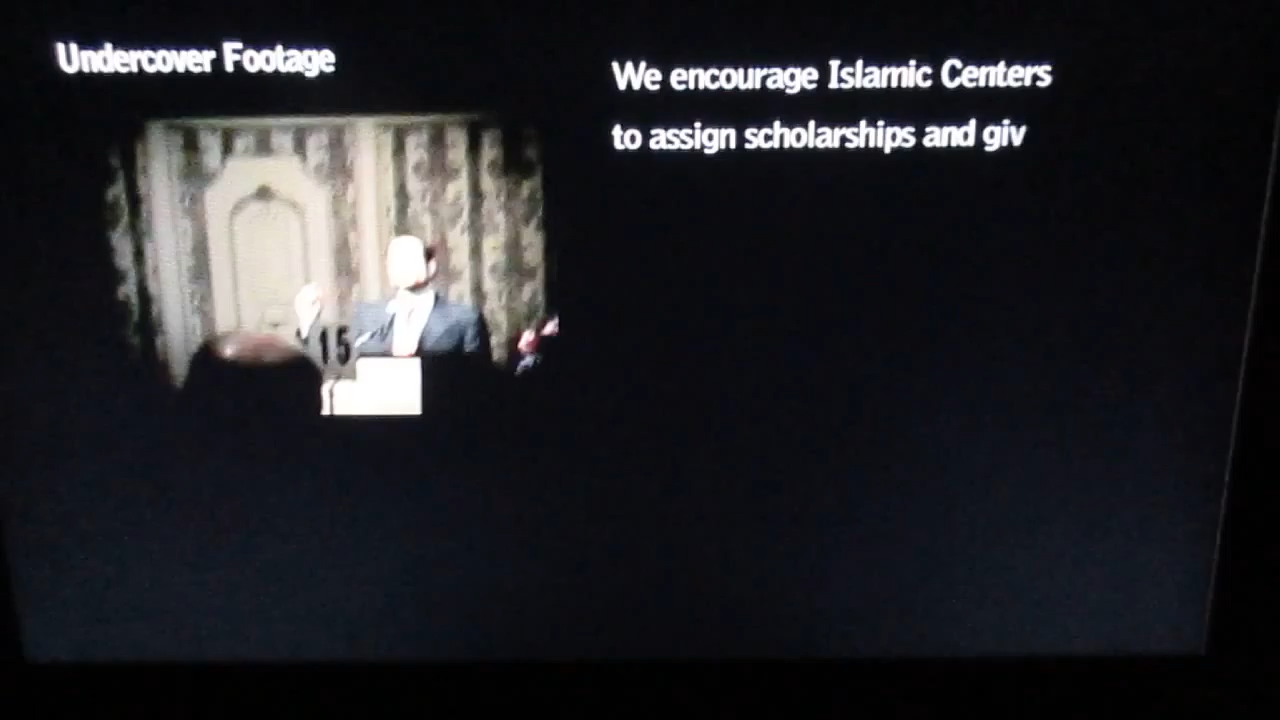 Undercover Footage
We encourage Islamic Centers
to assign scholarships and giv
15